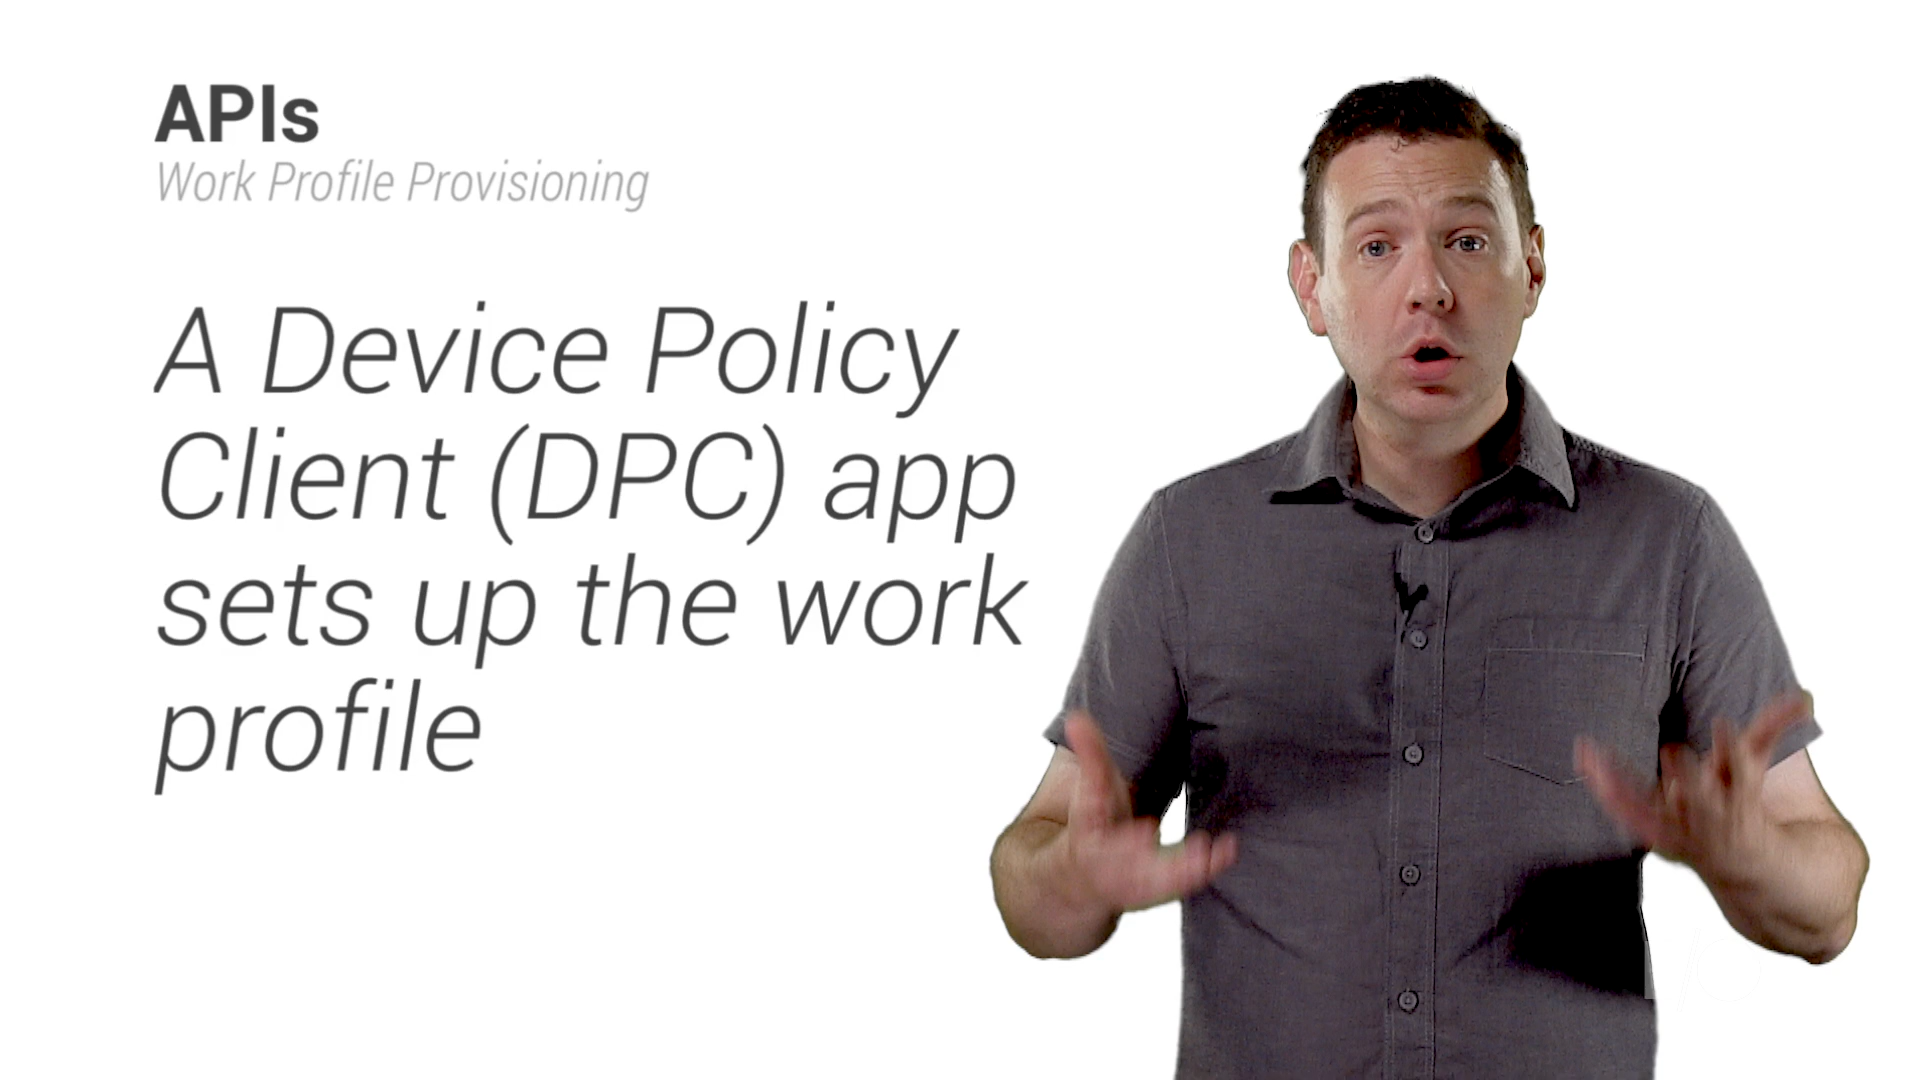 APIs
Work Profile Provisioning
A Device Policy
Client (DPC) app
sets up the work
profile